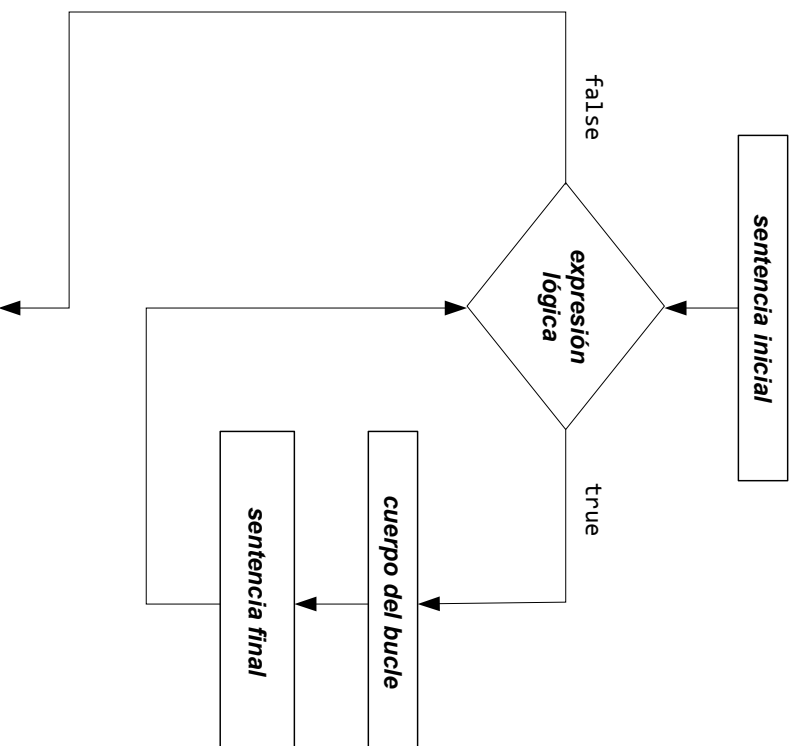 sentencia inicial
false
expresión
lógica
true
cuerpo del bucle
sentencia final